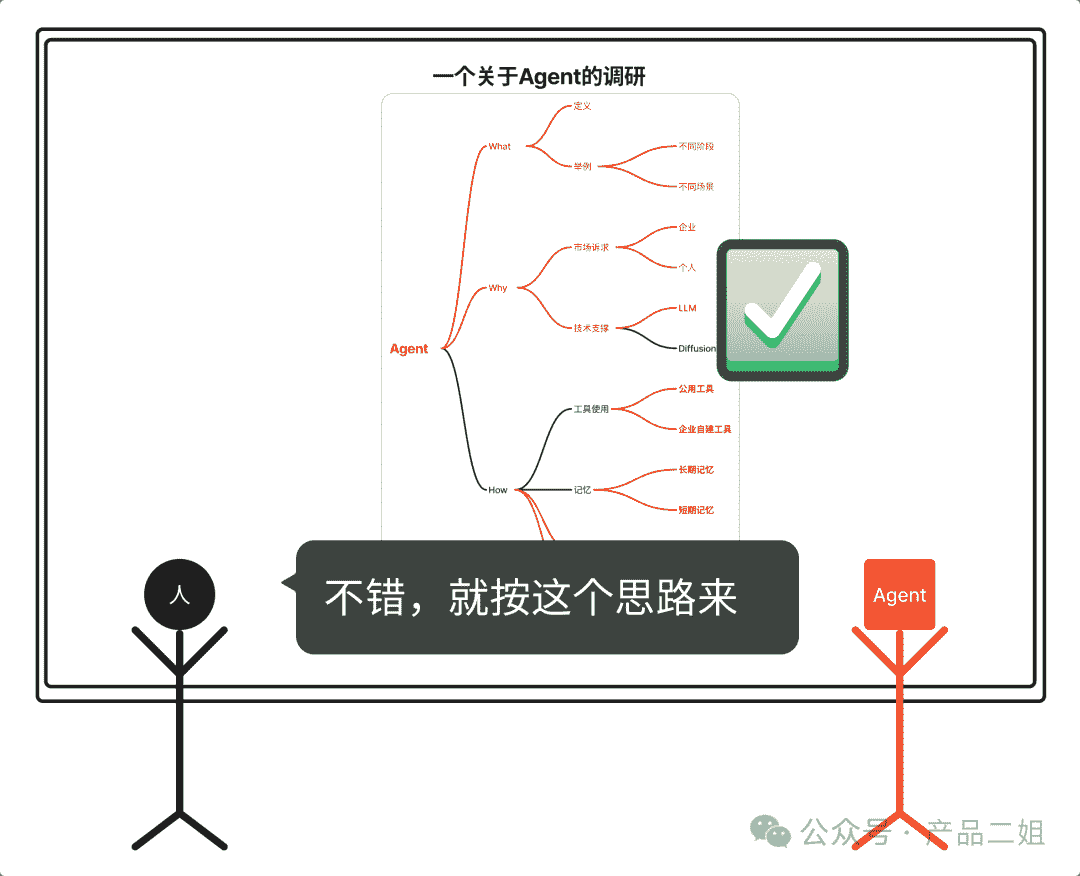 一个关于Agent的调研
定义
What
不同阶段
举例
不同场景
企业
市场诉求
个人
Why
LLM
技术支撑
Diffusion
Agent
公用工具
工具使用
企业自建工具
长期记忆
How
记忆
短期记忆
不错，就按这个思路来
人
Agent
公众号 · 产品二姐